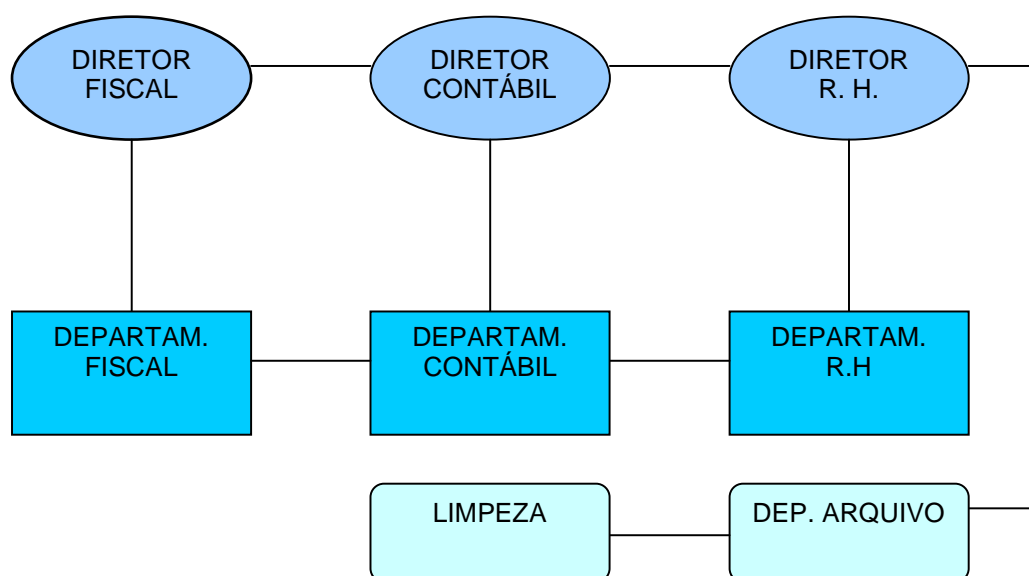 DIRETOR
FISCAL
DIRETOR
CONTÁBIL
DIRETOR
R. H.
DEPARTAM.
FISCAL
DEPARTAM.
CONTÁBIL
DEPARTAM.
R.H
LIMPEZA
DEP. ARQUIVO